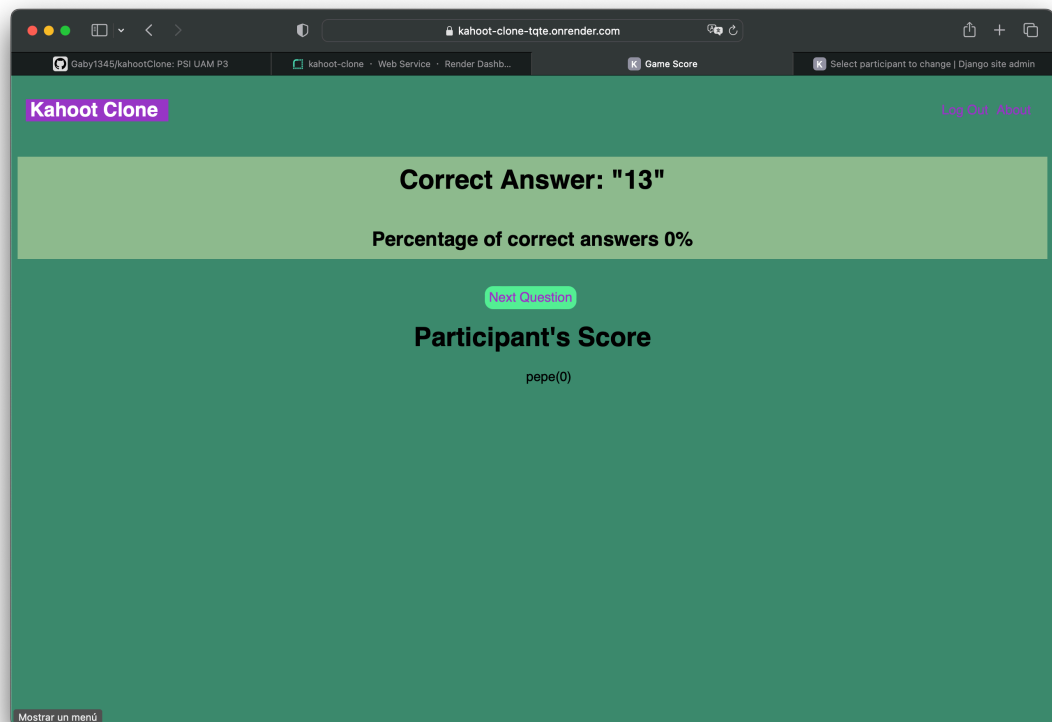 kahoot-clone-tqte.onrender.com
Gaby1345/kahootClone: PSI UAM P3
kahoot-clone · Web Service · Render Dashb...
K Game Score
K Select participant to change | Django site admin
Kahoot Clone
Log Out About
Correct Answer: "13"
Percentage of correct answers 0%
Next Question
Participant's Score
pepe(0)
Mostrar un menú